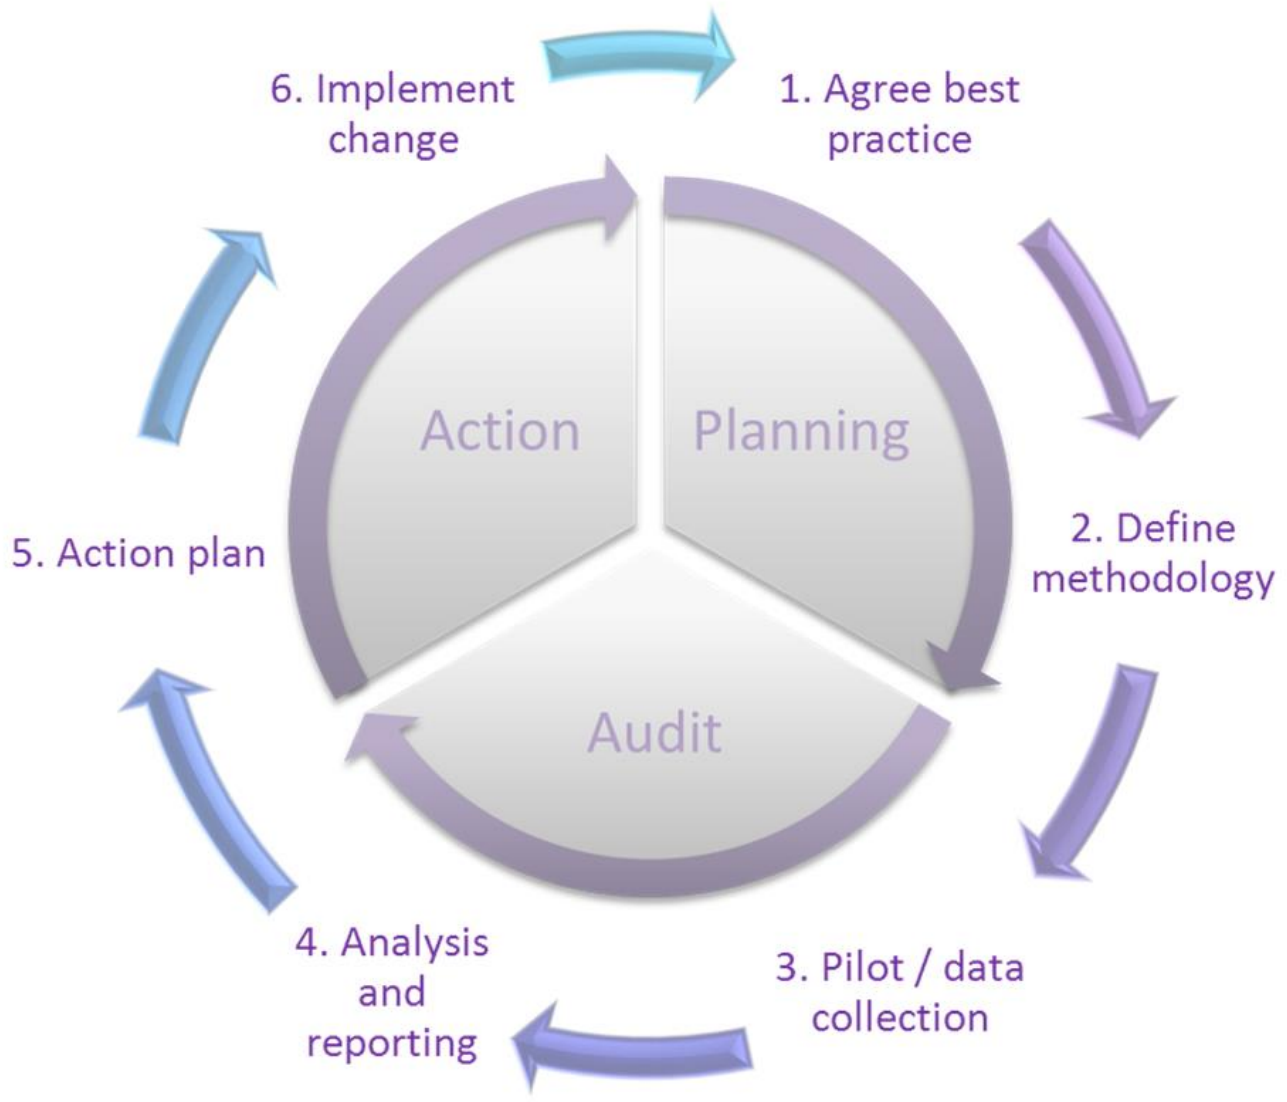 1. Agree best
practice
2. Define
methodology
3. Pilot / data
collection
4. Analysis
and
reporting
5. Action plan
6. Implement
change
Action
Planning
Audit